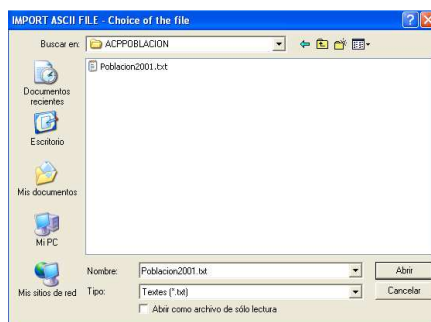 IMPORT ASCII FILE - Choice of the file
Buscar en:
ACPPOBLACION
Poblacion2001.txt
Documentos
recientes
Escritorio
Mis documentos
Mi PC
Mis sitios de red
Nombre:
Poblacion2001.txt
Abrir
Tipo:
Textes (*.txt)
Cancelar
Abrir como archivo de sólo lectura